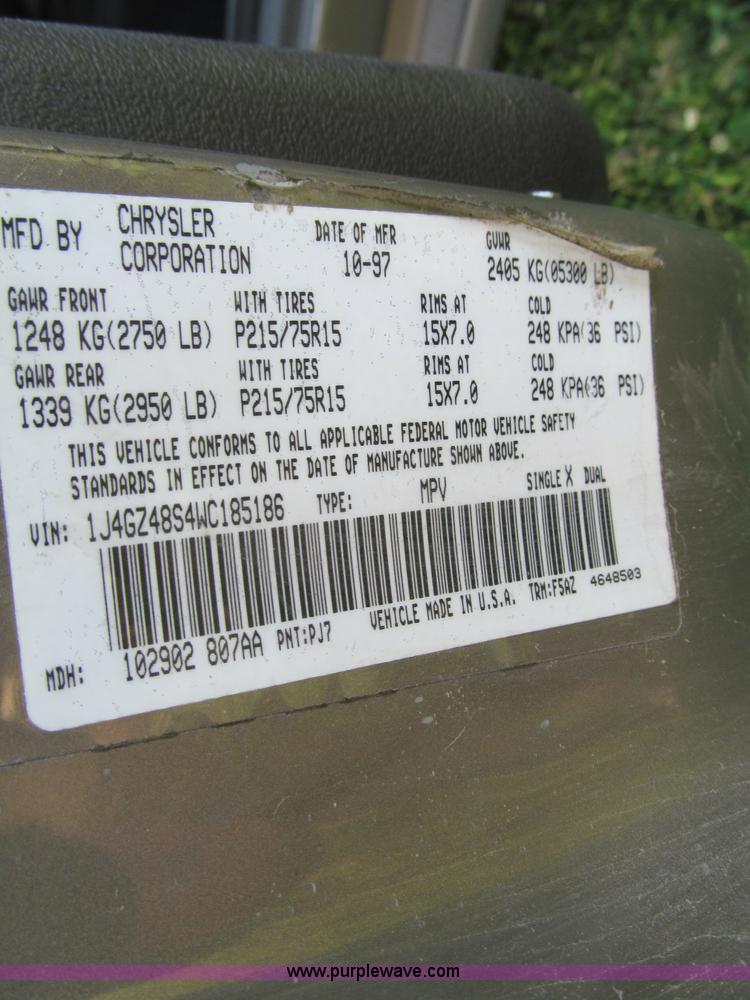 MFD BY CHRYSLER CORPORATION DATE OF MFR 10-97 GVWR 2405 KG(05300 LB)
GAWR FRONT WITH TIRES RIMS AT COLD
1248 KG(2750 LB) P215/75R15 15X7.0 248 KPA(36 PSI)
GAWR REAR WITH TIRES RIMS AT COLD
1339 KG(2950 LB) P215/75R15 15X7.0 248 KPA(36 PSI)
THIS VEHICLE CONFORMS TO ALL APPLICABLE FEDERAL MOTOR VEHICLE SAFETY
STANDARDS IN EFFECT ON THE DATE OF MANUFACTURE SHOWN ABOVE.
VIN: 1J4GZ48S4WC185186 TYPE: MPV SINGLE X DUAL
MDH: 102902 807AA PNT:PJ7 VEHICLE MADE IN U.S.A. TRM:F5AZ 4648503
www.purplewave.com